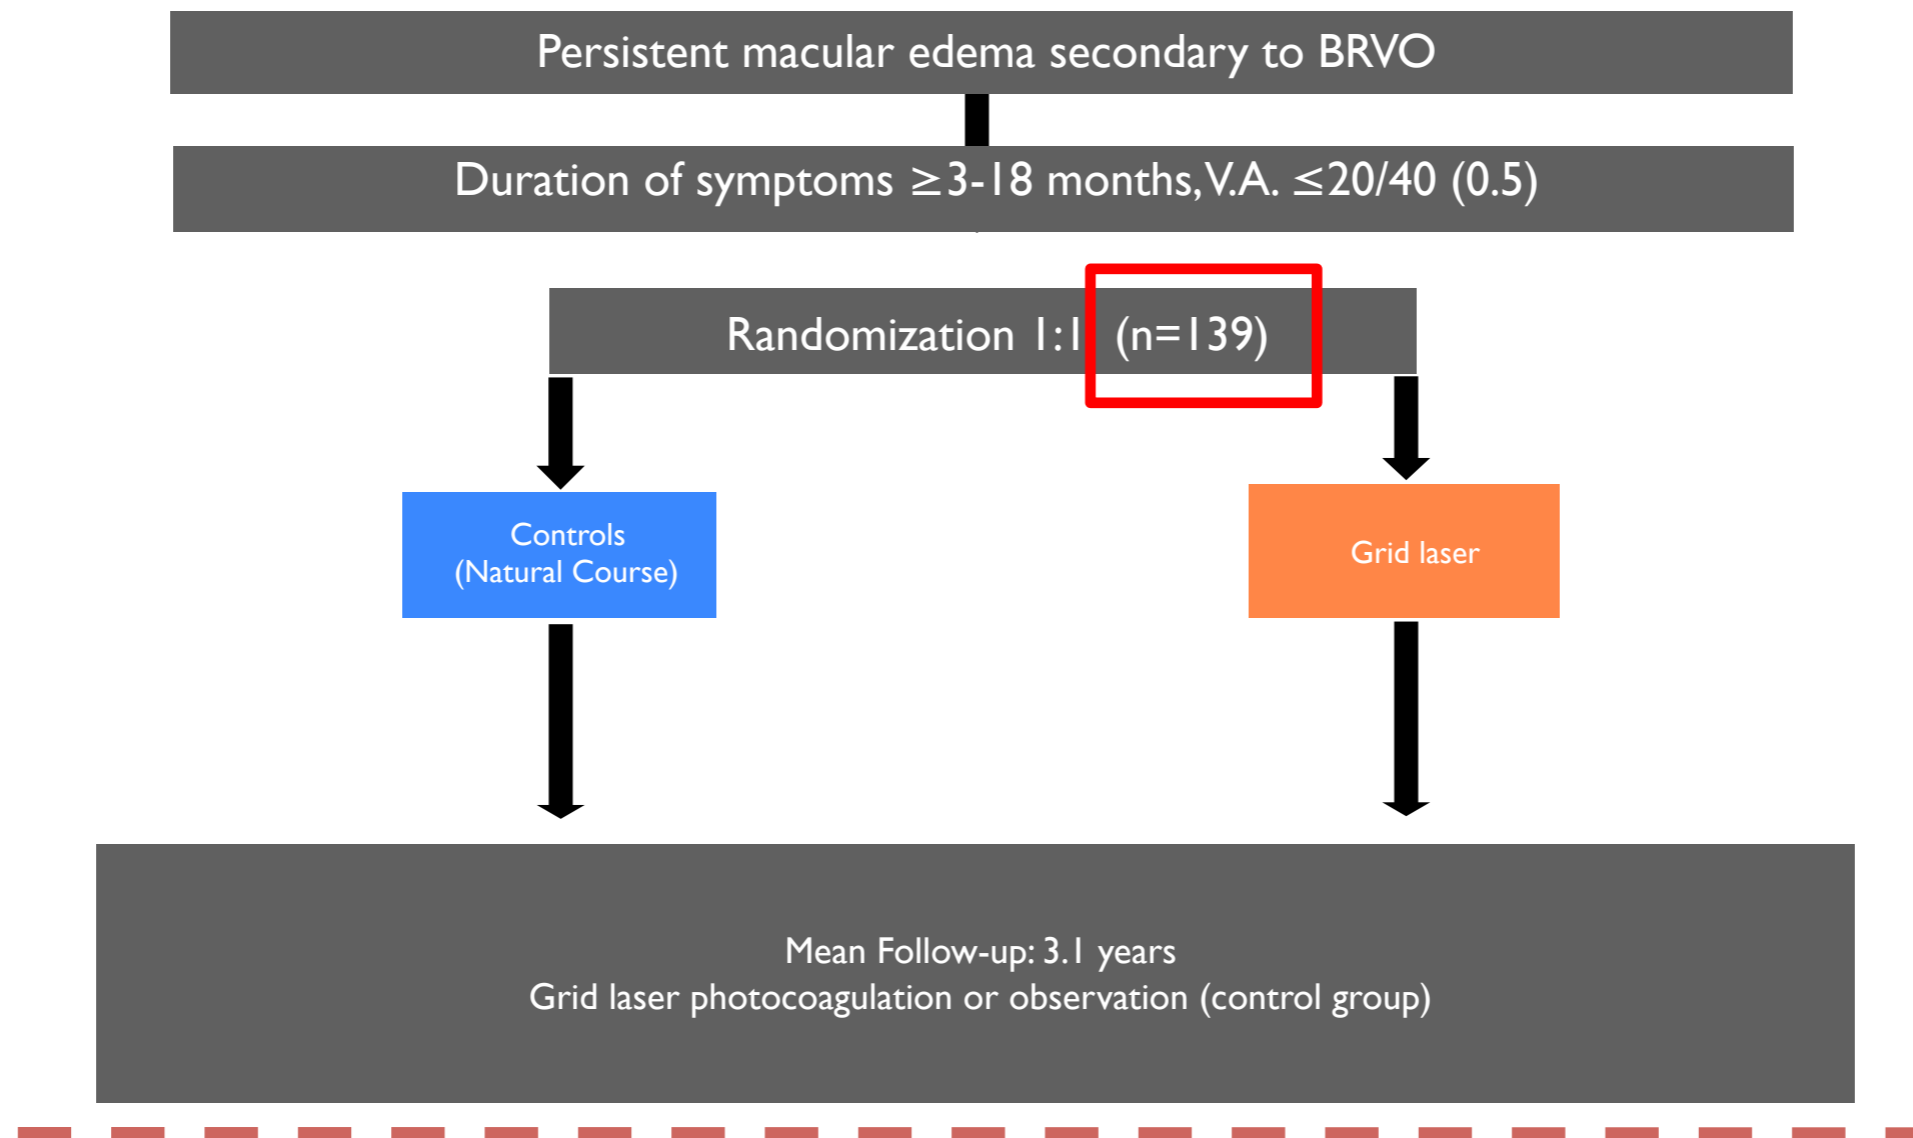 Persistent macular edema secondary to BRVO
Duration of symptoms ≥3-18 months, V.A. ≤20/40 (0.5)
Randomization 1:1 (n=139)
Controls
(Natural Course)
Grid laser
Mean Follow-up: 3.1 years
Grid laser photocoagulation or observation (control group)